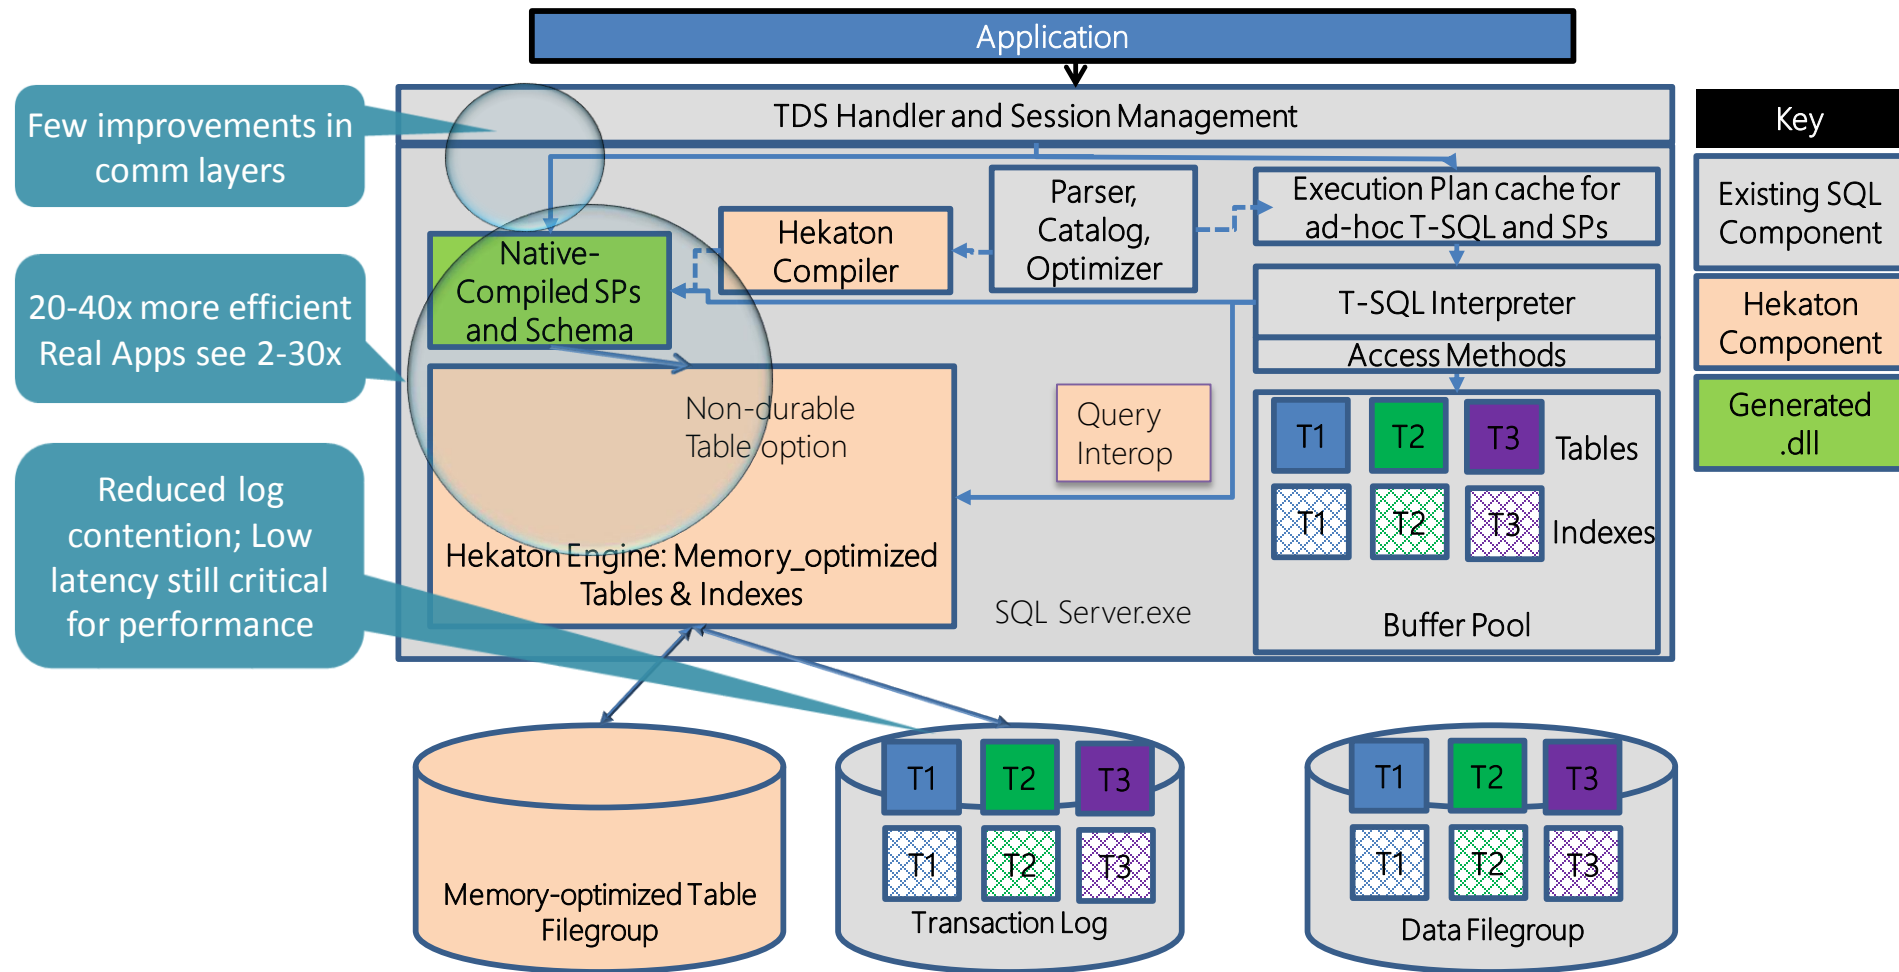 Application
TDS Handler and Session Management
Few improvements in
comm layers
Key
Existing SQL
Component
Hekaton
Component
Generated
.dll
Parser,
Catalog,
Optimizer
Execution Plan cache for
ad-hoc T-SQL and SPs
Hekaton
Compiler
Native-
Compiled SPs
and Schema
20-40x more efficient
Real Apps see 2-30x
T-SQL Interpreter
Access Methods
Non-durable
Table option
Query
Interop
T1
T2
T3
Tables
T1
T2
T3
Indexes
Buffer Pool
Reduced log
contention; Low
latency still critical
for performance
Hekaton Engine: Memory_optimized
Tables & Indexes
SQL Server.exe
Memory-optimized Table
Filegroup
T1
T2
T3
T1
T2
T3
Transaction Log
T1
T2
T3
T1
T2
T3
Data Filegroup